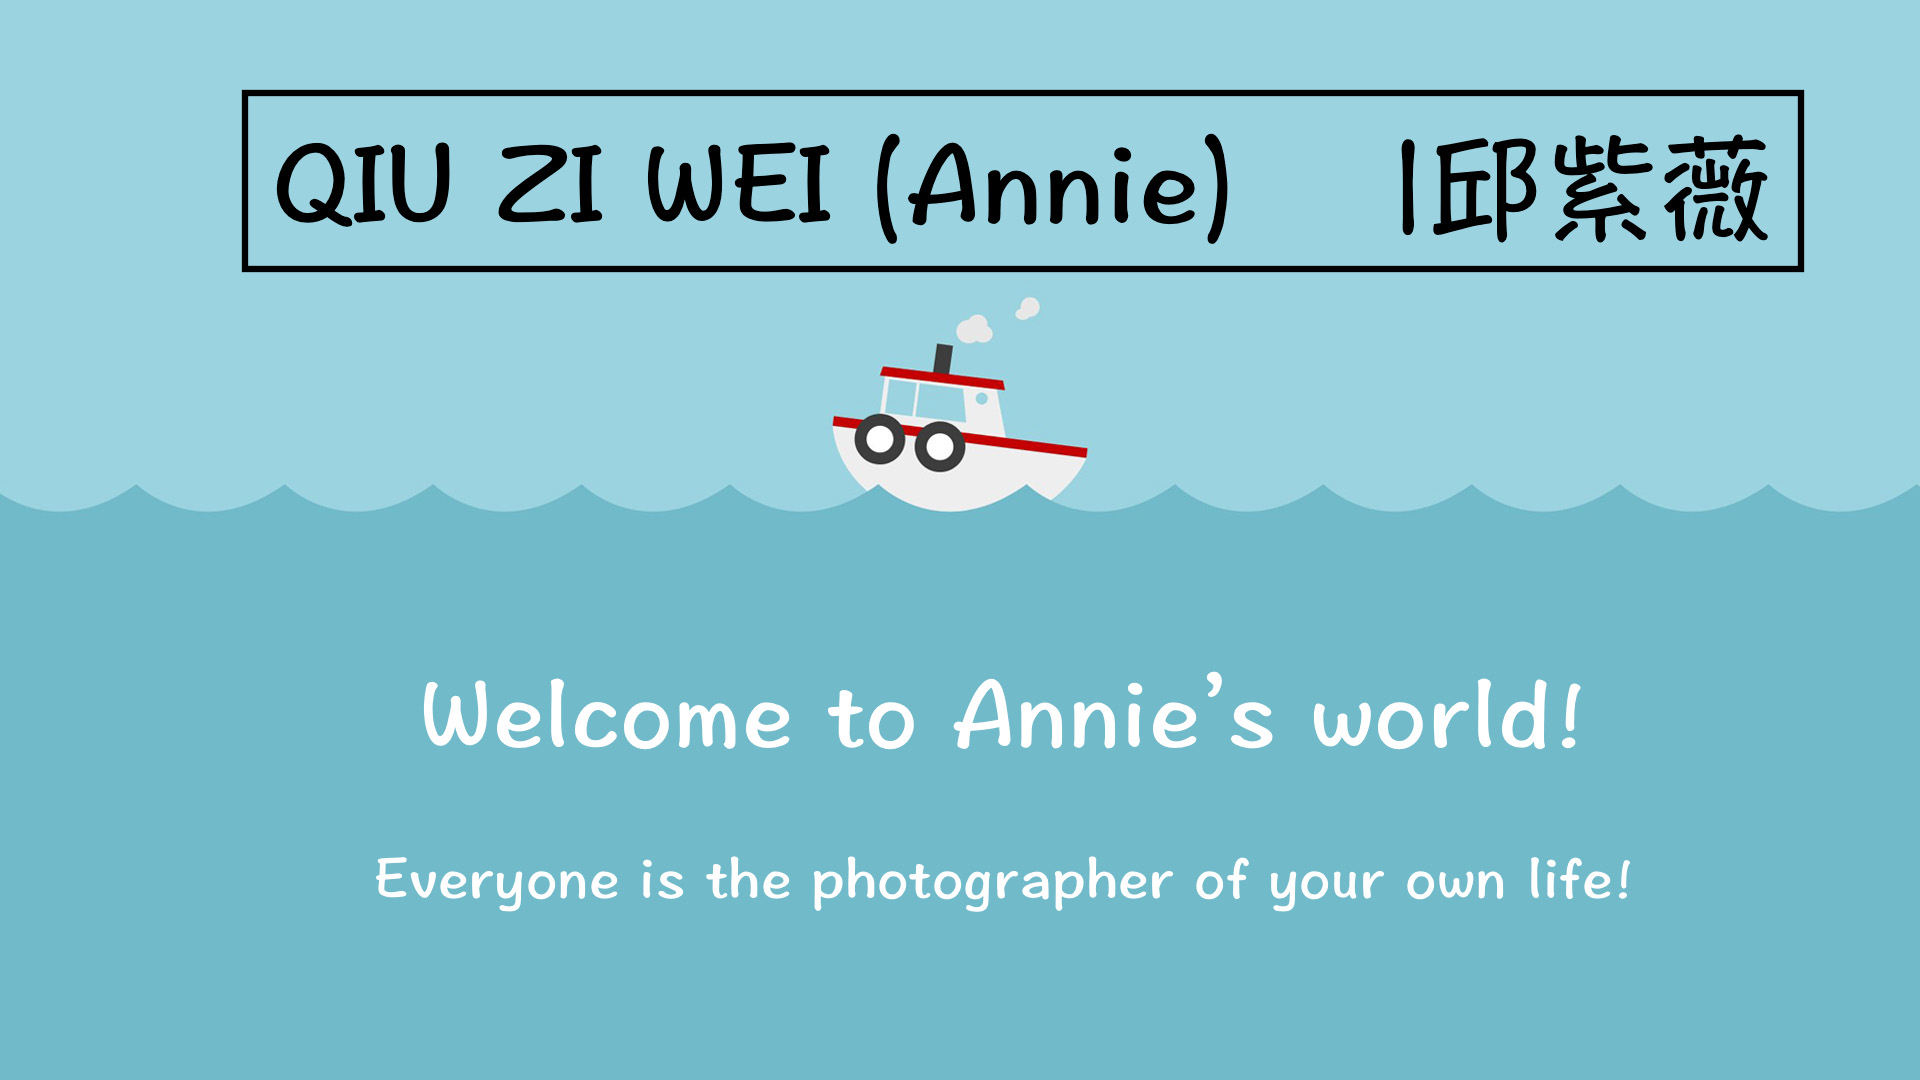 QIU ZI WEI (Annie) |邱紫薇
Welcome to Annie’s world!
Everyone is the photographer of your own life!